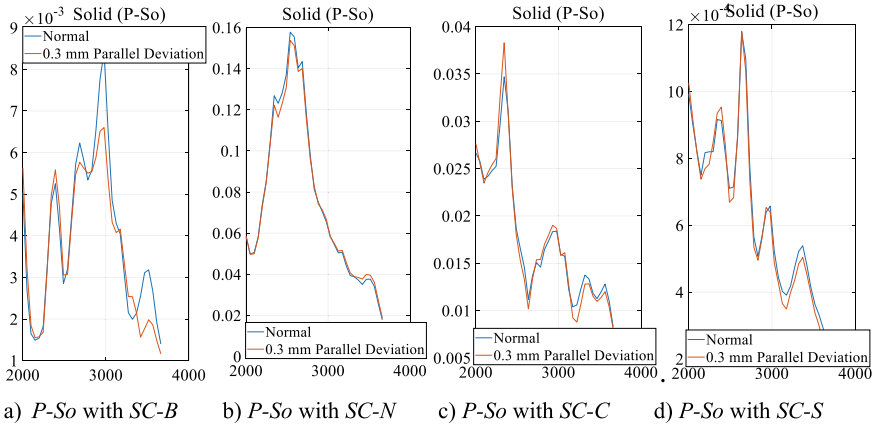 9 ×10⁻³ Solid (P-So)
Normal
0.3 mm Parallel Deviation
8
7
6
5
4
3
2
1
2000 3000 4000
a) P-So with SC-B
Solid (P-So)
0.16
0.14
0.12
0.1
0.08
0.06
0.04
0.02
0
Normal
0.3 mm Parallel Deviation
2000 3000 4000
b) P-So with SC-N
Solid (P-So)
0.04
0.035
0.03
0.025
0.02
0.015
0.01
0.005
Normal
0.3 mm Parallel Deviation
2000 3000 4000
c) P-So with SC-C
12 ×10⁻⁴ Solid (P-So)
10
8
6
4
2
Normal
0.3 mm Parallel Deviation
2000 3000 4000
d) P-So with SC-S